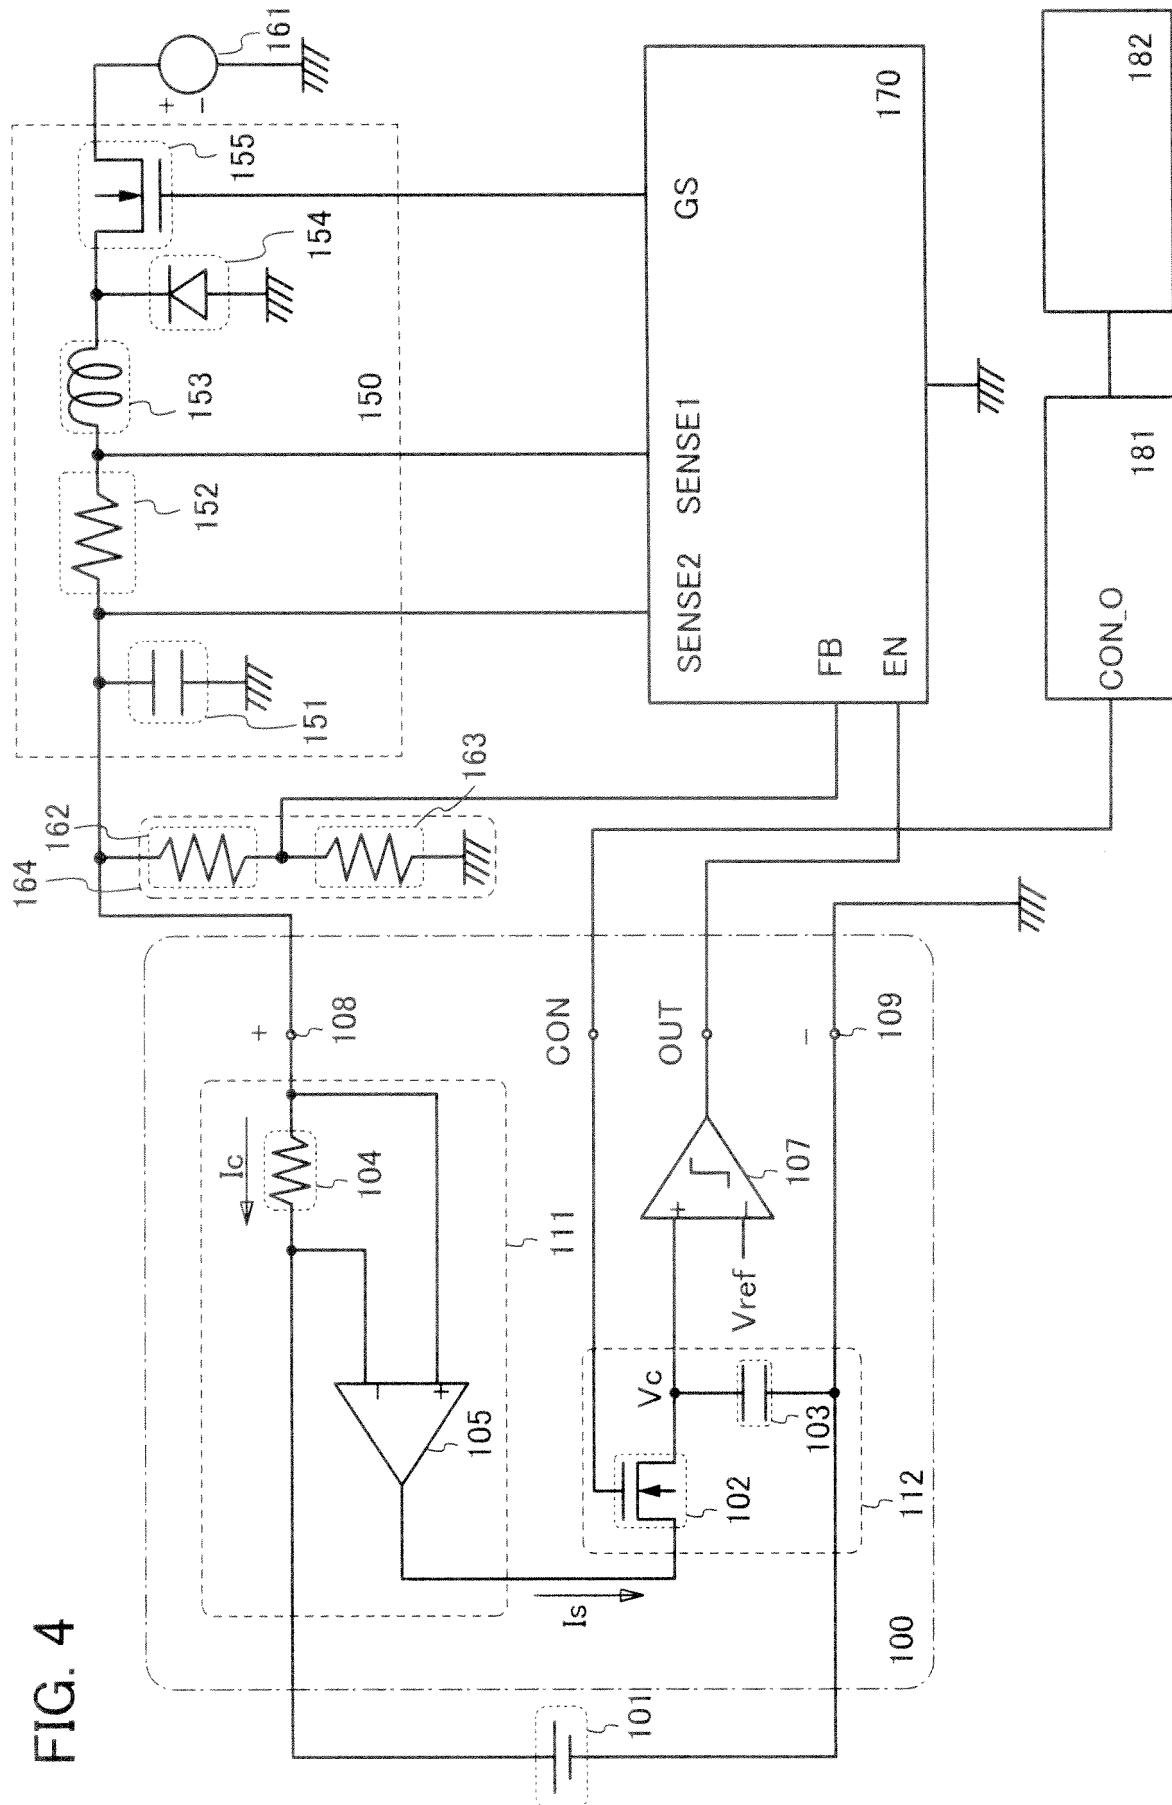 FIG. 4
164
162
163
150
151
152
153
154
155
161
+
−
170
SENSE2
SENSE1
GS
FB
EN
181
CON_O
182
100
101
111
Ic
104
−
+
105
Is
+
108
CON
OUT
−
109
112
102
Vc
103
Vref
+
−
107